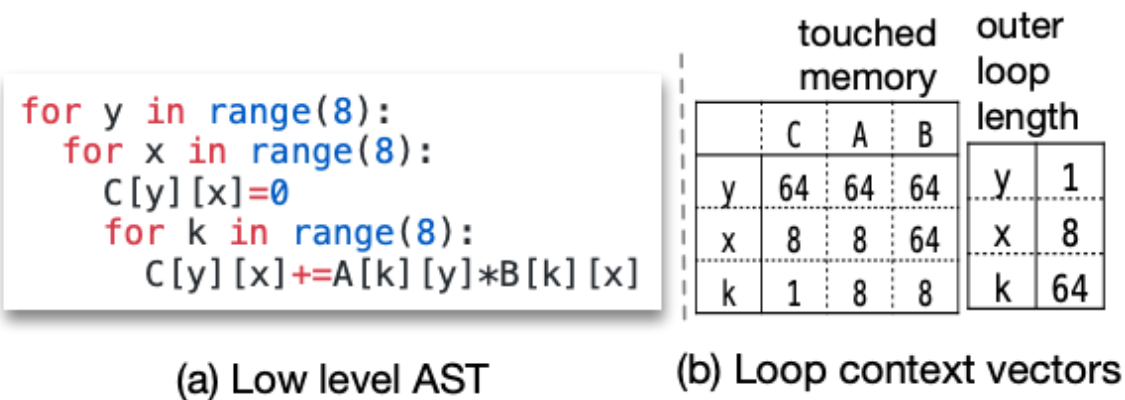 for y in range(8):
for x in range(8):
C[y][x]=0
for k in range(8):
C[y][x]+=A[k][y]*B[k][x]
(a) Low level AST
touched
memory
C A B
y 64 64 64
x 8 8 64
k 1 8 8
outer
loop
length
y 1
x 8
k 64
(b) Loop context vectors